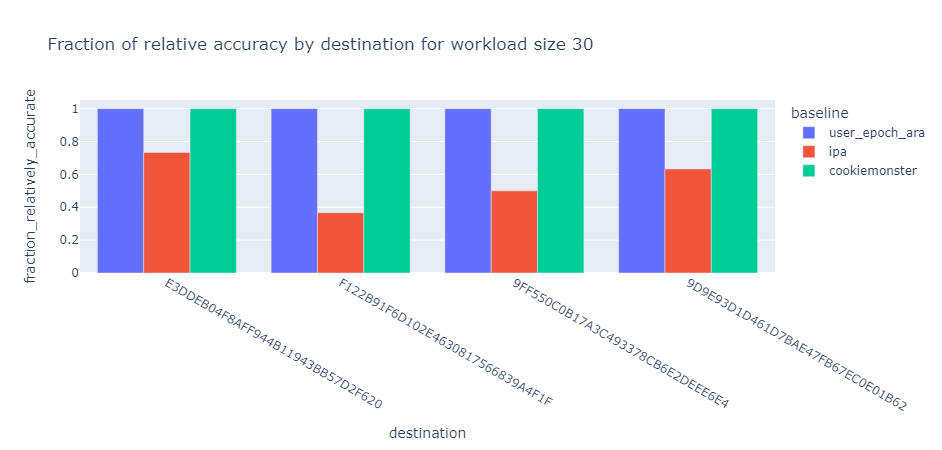 Fraction of relative accuracy by destination for workload size 30
fraction_relatively_accurate
1
0.8
0.6
0.4
0.2
0
E3DDEB04F8AFF944B11943BB57D2F620
F122B91F6D102E4630817566839A4F1F
9FF550C0B17A3C493378CB6E2DEEE6E4
9D9E93D1D461D7BAE47FB67EC0E01B62
destination
baseline
user_epoch_ara
ipa
cookiemonster